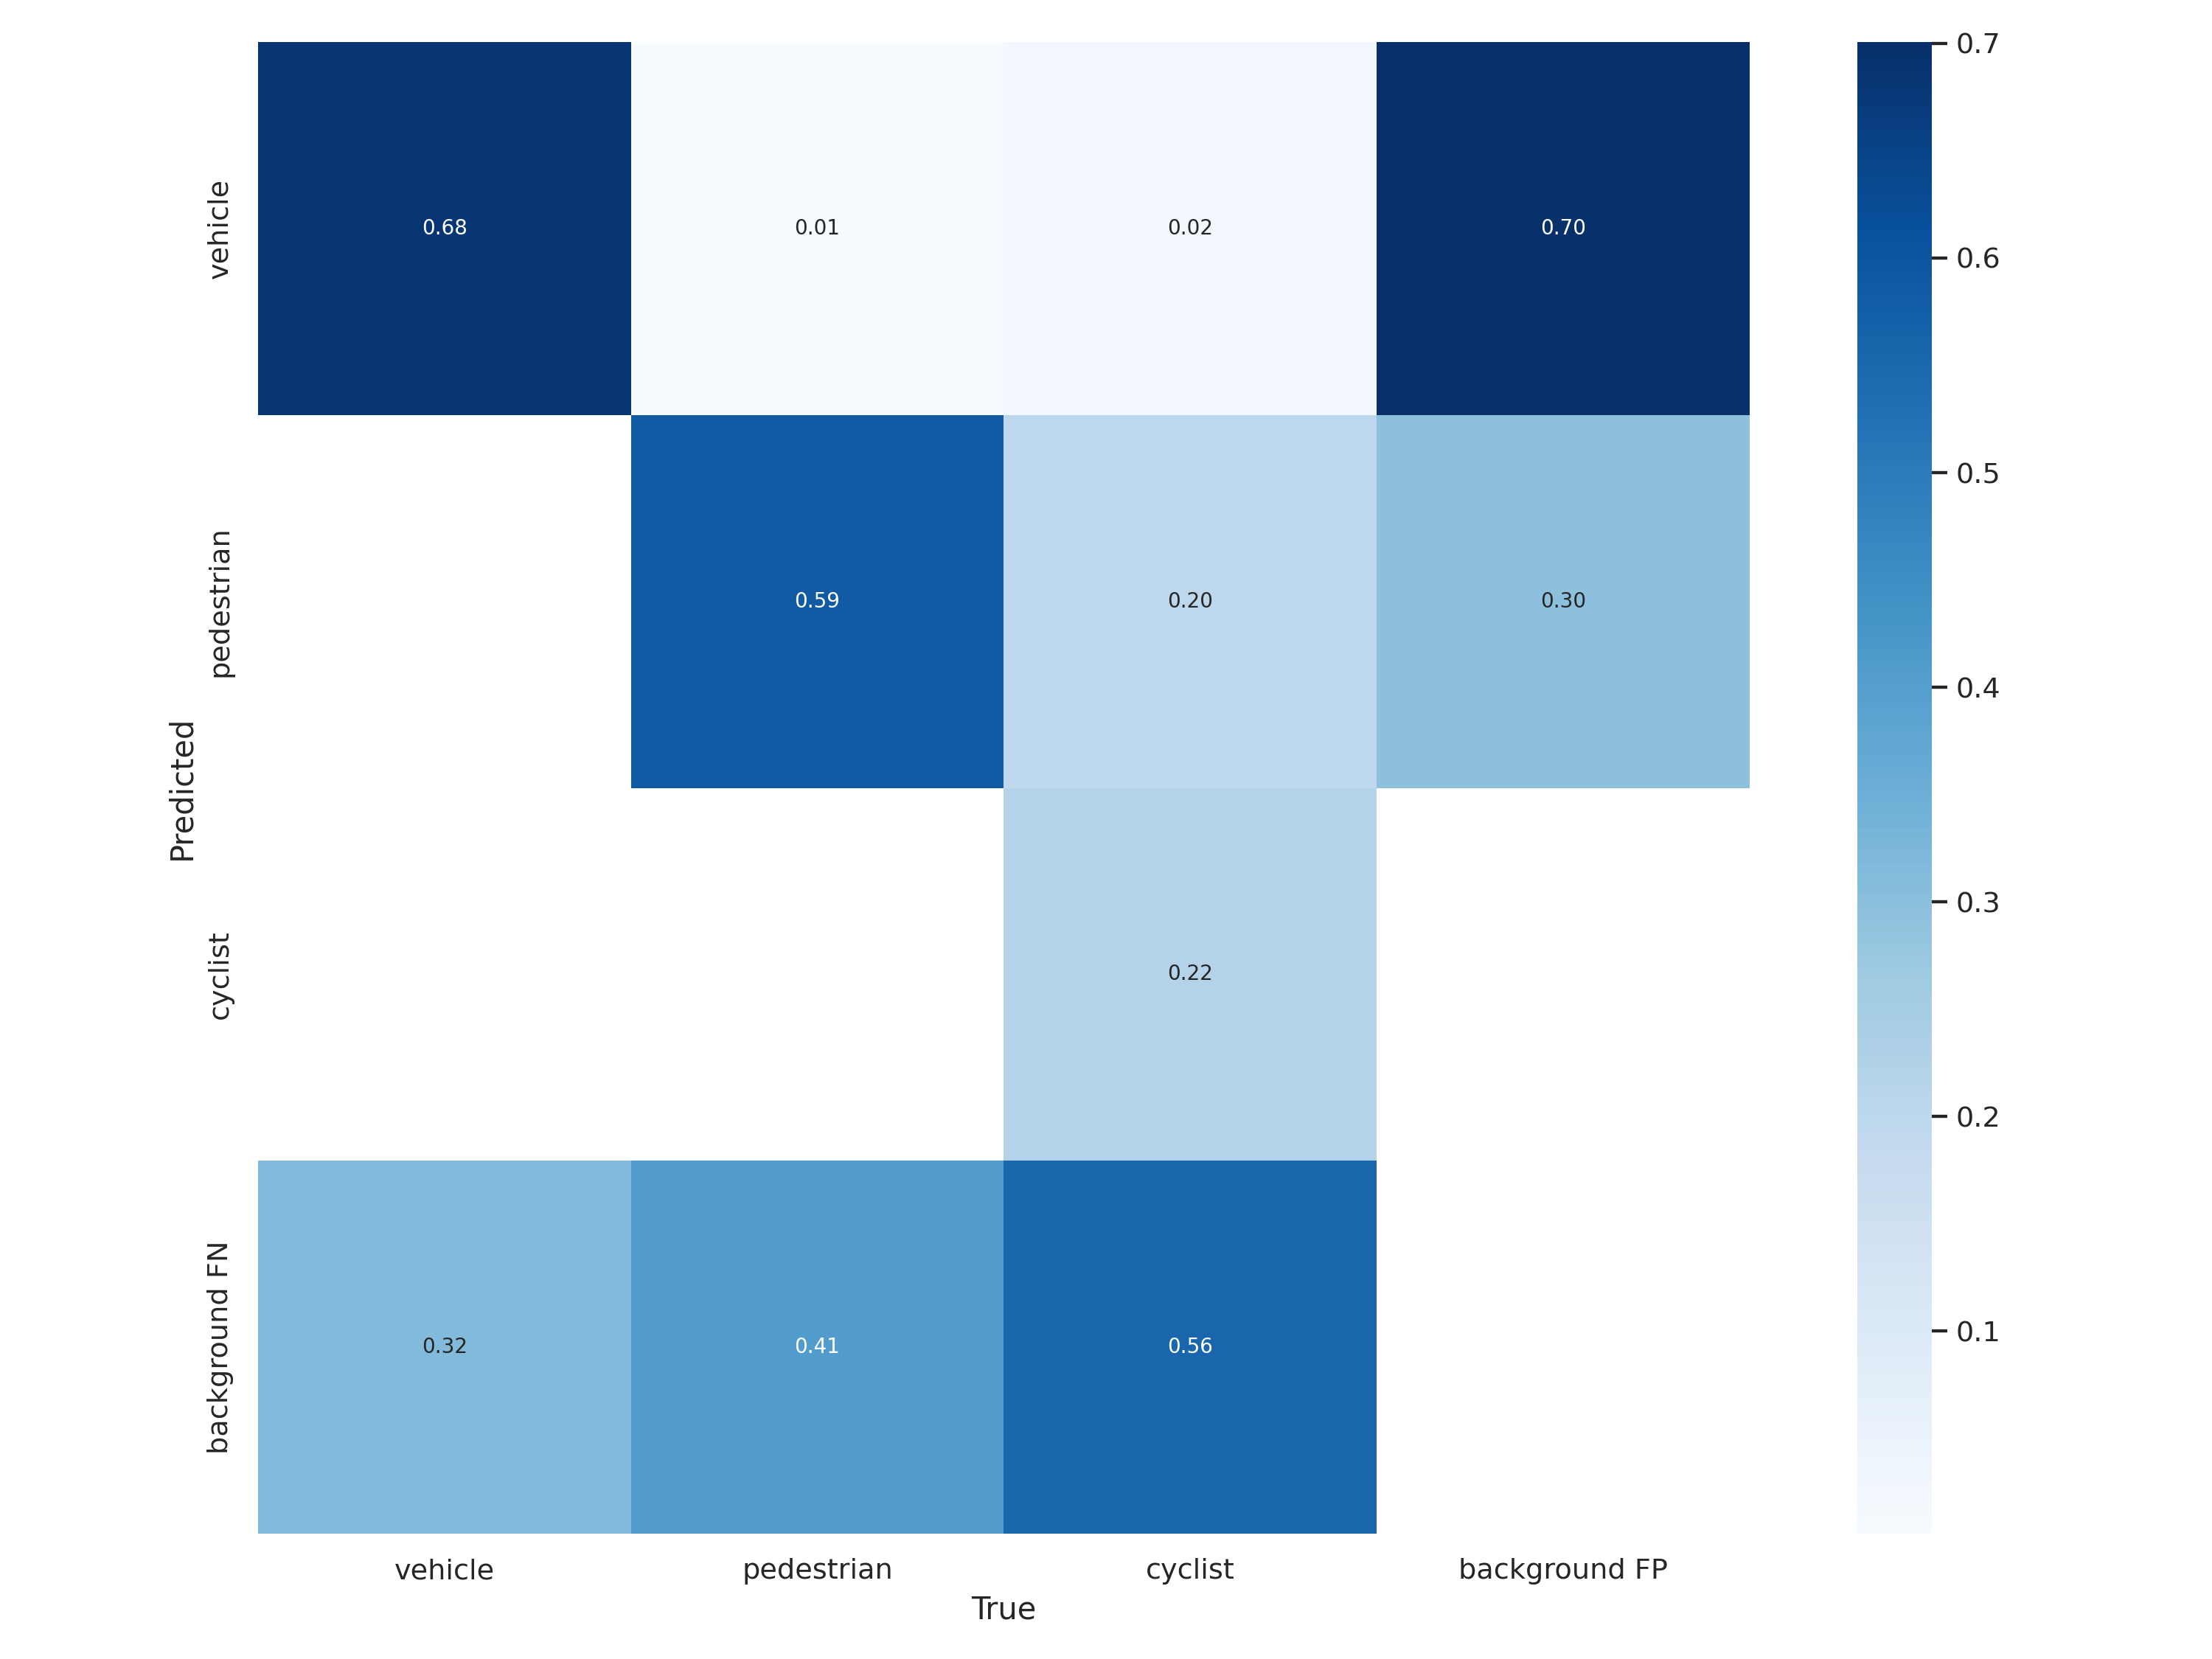 vehicle
0.68
0.01
0.02
0.70
pedestrian
0.59
0.20
0.30
cyclist
0.22
background FN
0.32
0.41
0.56
Predicted
vehicle
pedestrian
cyclist
background FP
True
0.7
0.6
0.5
0.4
0.3
0.2
0.1